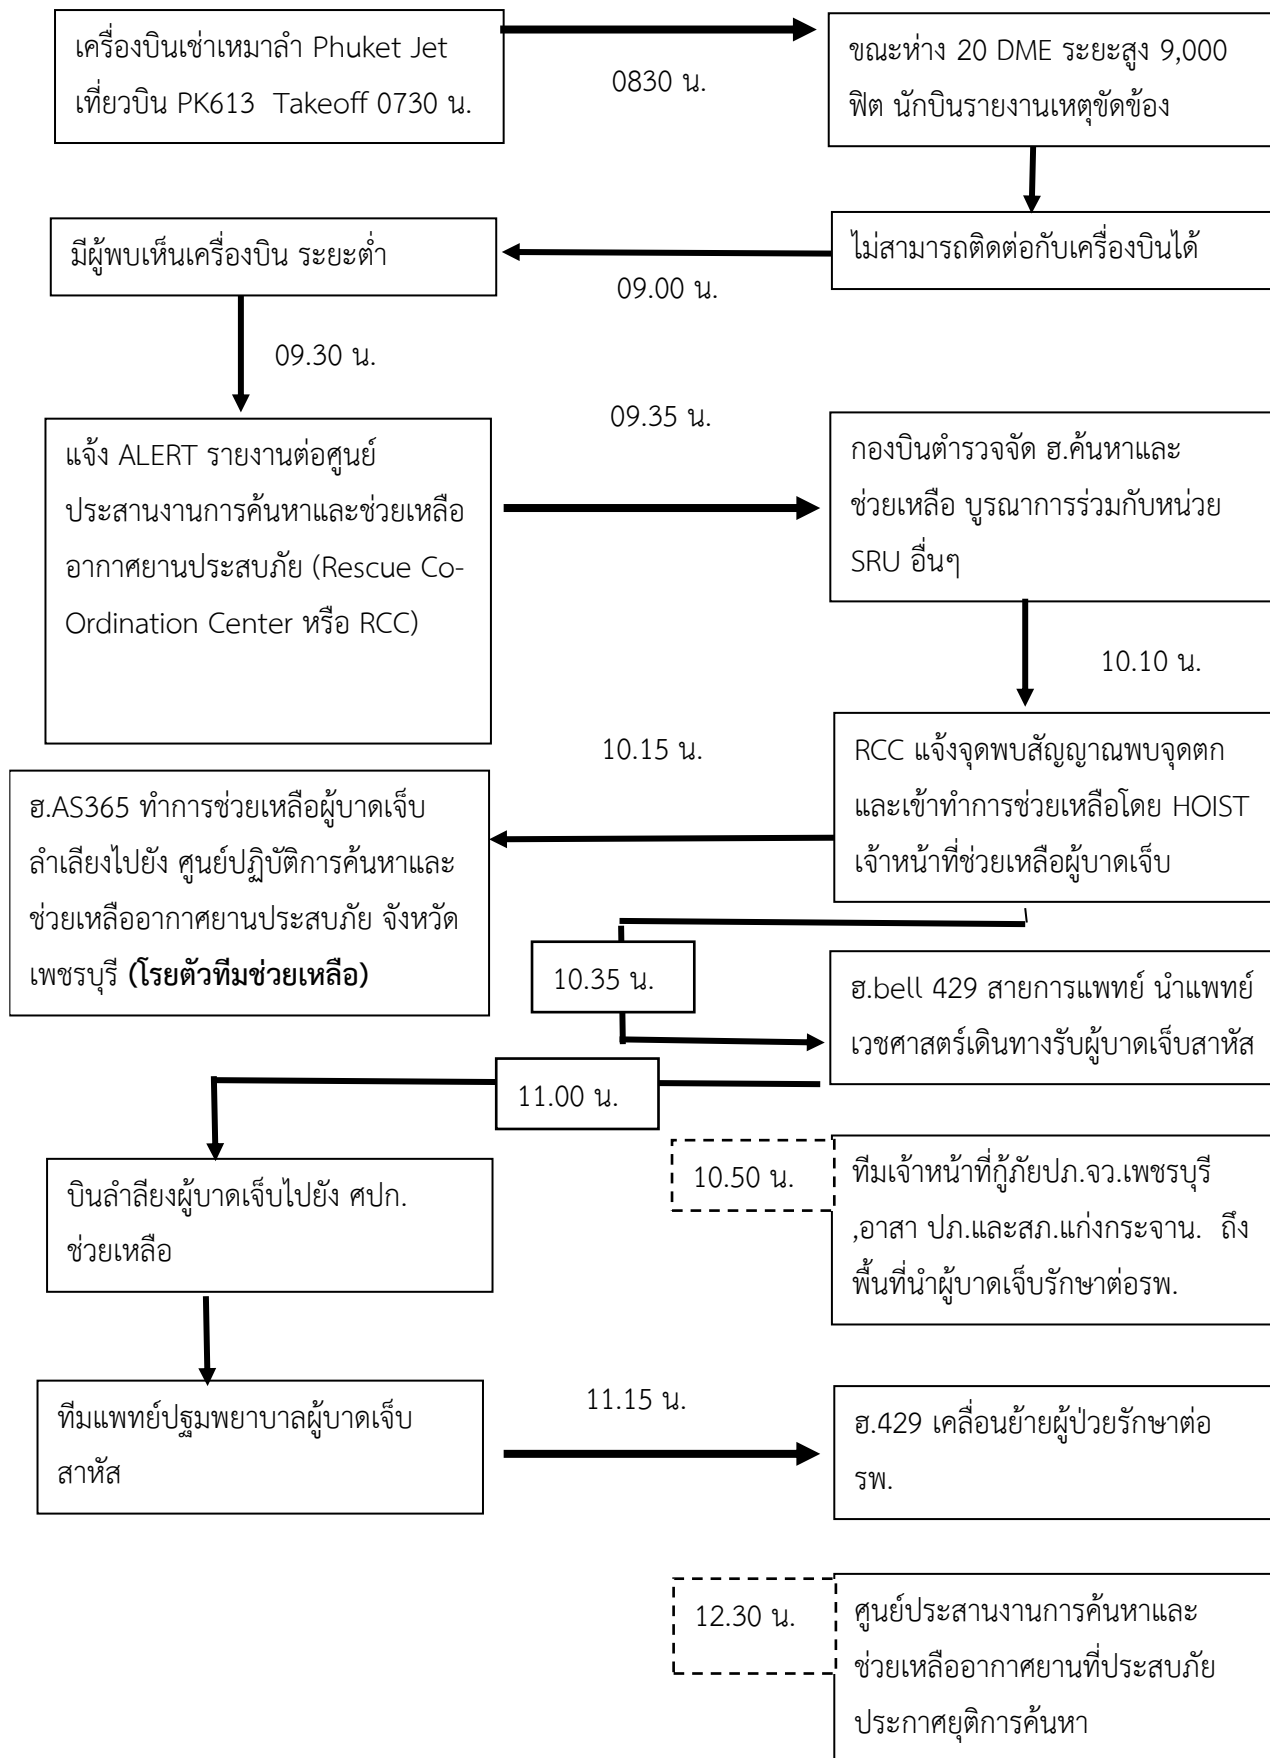 เครื่องบินเช่าเหมาลำ Phuket Jet
เที่ยวบิน PK613 Takeoff 0730 น.
0830 น.
ขณะห่าง 20 DME ระยะสูง 9,000
ฟิต นักบินรายงานเหตุขัดข้อง
ไม่สามารถติดต่อกับเครื่องบินได้
09.00 น.
มีผู้พบเห็นเครื่องบิน ระยะต่ำ
09.30 น.
แจ้ง ALERT รายงานต่อศูนย์
ประสานงานการค้นหาและช่วยเหลือ
อากาศยานประสบภัย (Rescue Co-
Ordination Center หรือ RCC)
09.35 น.
กองบินตำรวจจัด ฮ.ค้นหาและ
ช่วยเหลือ บูรณาการร่วมกับหน่วย
SRU อื่นๆ
10.10 น.
RCC แจ้งจุดพบสัญญาณพบจุดตก
และเข้าทำการช่วยเหลือโดย HOIST
เจ้าหน้าที่ช่วยเหลือผู้บาดเจ็บ
10.15 น.
ฮ.AS365 ทำการช่วยเหลือผู้บาดเจ็บ
ลำเลียงไปยัง ศูนย์ปฏิบัติการค้นหาและ
ช่วยเหลืออากาศยานประสบภัย จังหวัด
เพชรบุรี (โรยตัวทีมช่วยเหลือ)
10.35 น.
ฮ.bell 429 สายการแพทย์ นำแพทย์
เวชศาสตร์เดินทางรับผู้บาดเจ็บสาหัส
11.00 น.
10.50 น.
ทีมเจ้าหน้าที่กู้ภัยปภ.จว.เพชรบุรี
,อาสา ปภ.และสภ.แก่งกระจาน. ถึง
พื้นที่นำผู้บาดเจ็บรักษาต่อรพ.
บินลำลียงผู้บาดเจ็บไปยัง ศปก.
ช่วยเหลือ
ทีมแพทย์ปฐมพยาบาลผู้บาดเจ็บ
สาหัส
11.15 น.
ฮ.429 เคลื่อนย้ายผู้ป่วยรักษาต่อ
รพ.
12.30 น.
ศูนย์ประสานงานการค้นหาและ
ช่วยเหลืออากาศยานที่ประสบภัย
ประกาศยุติการค้นหา